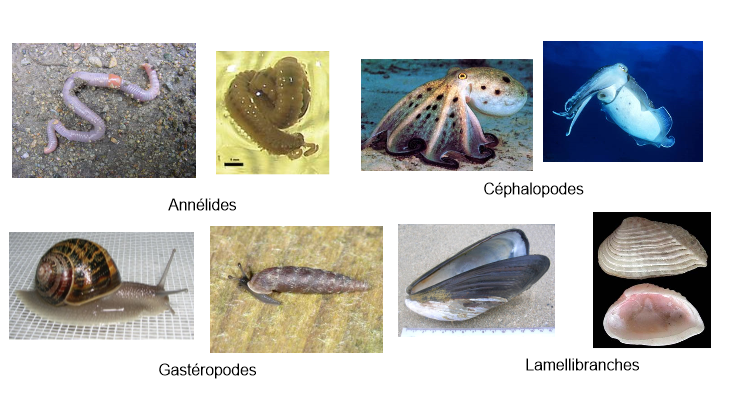 Annélides
Céphalopodes
Gastéropodes
Lamellibranches